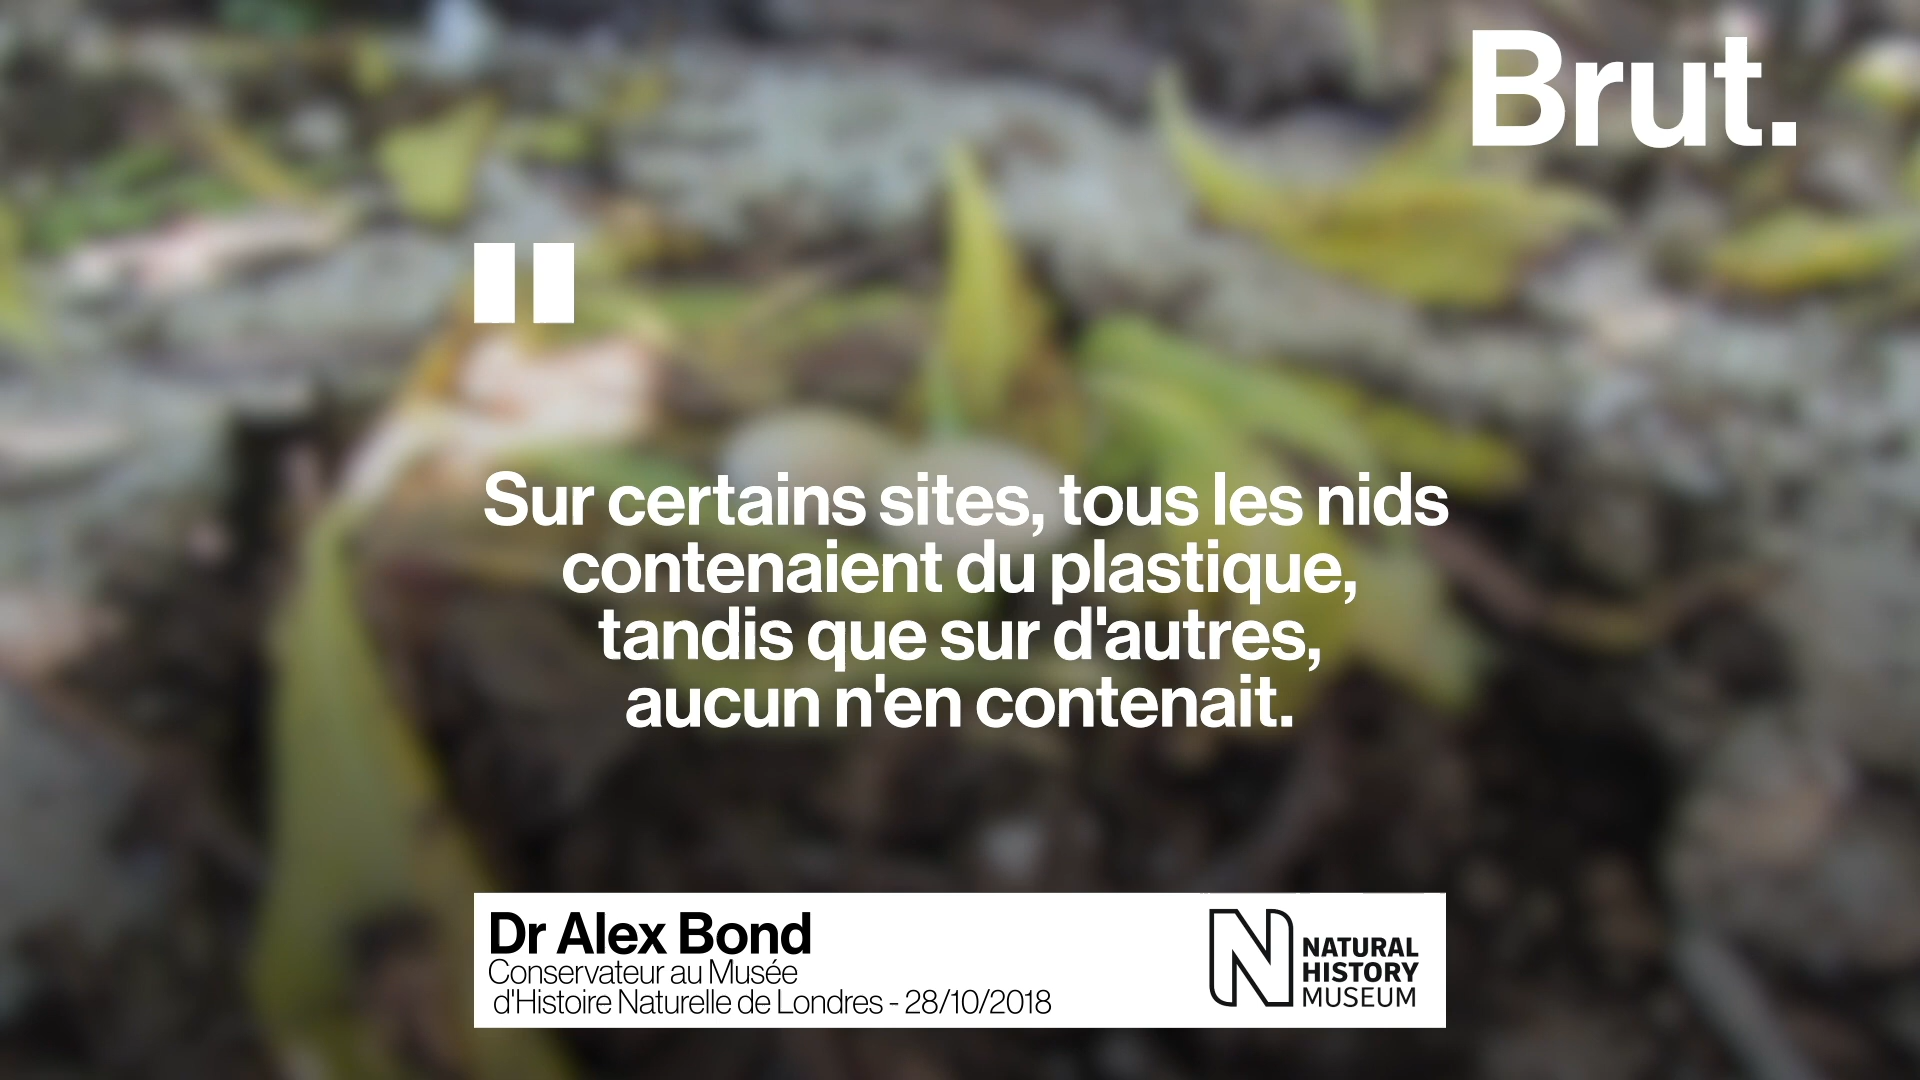 Brut.
"
Sur certains sites, tous les nids
contenaient du plastique,
tandis que sur d'autres,
aucun n'en contenait.
Dr Alex Bond
Conservateur au Musée
d'Histoire Naturelle de Londres - 28/10/2018
N
NATURAL
HISTORY
MUSEUM